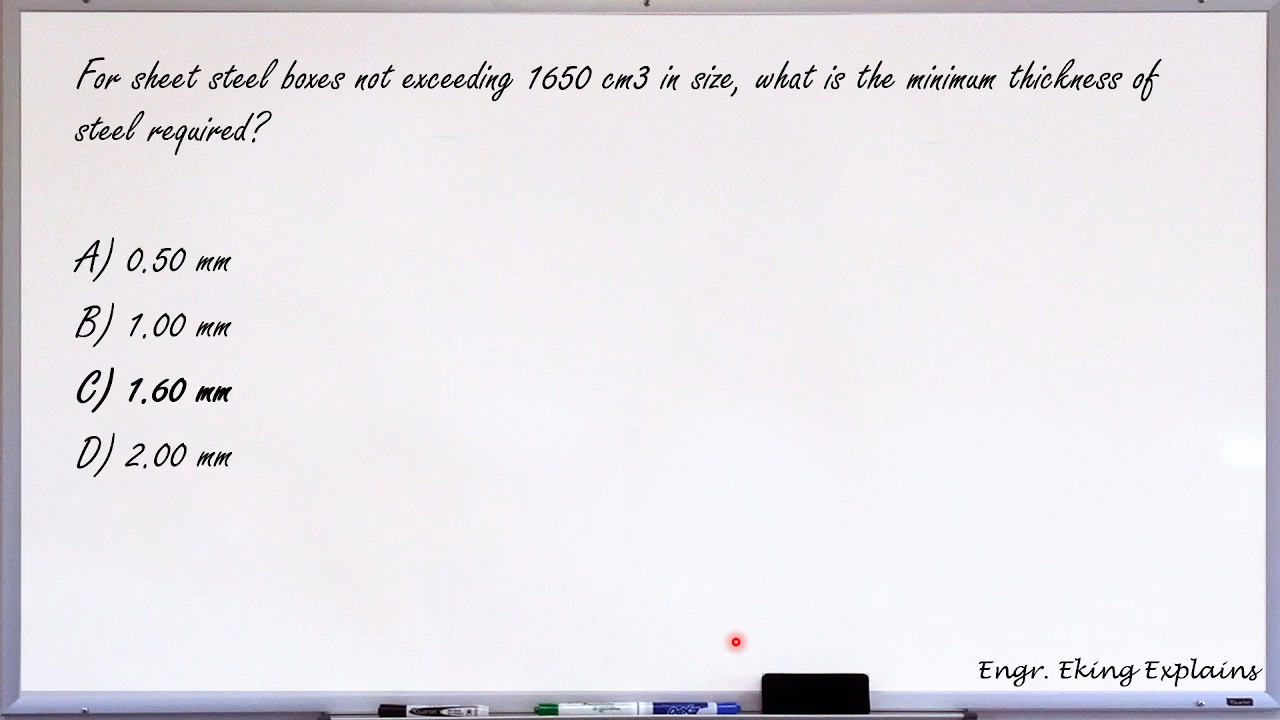 For sheet steel boxes not exceeding 1650 cm3 in size, what is the minimum thickness of
steel required?
A) 0.50 mm
B) 1.00 mm
C) 1.60 mm
D) 2.00 mm
Engr. Eking Explains